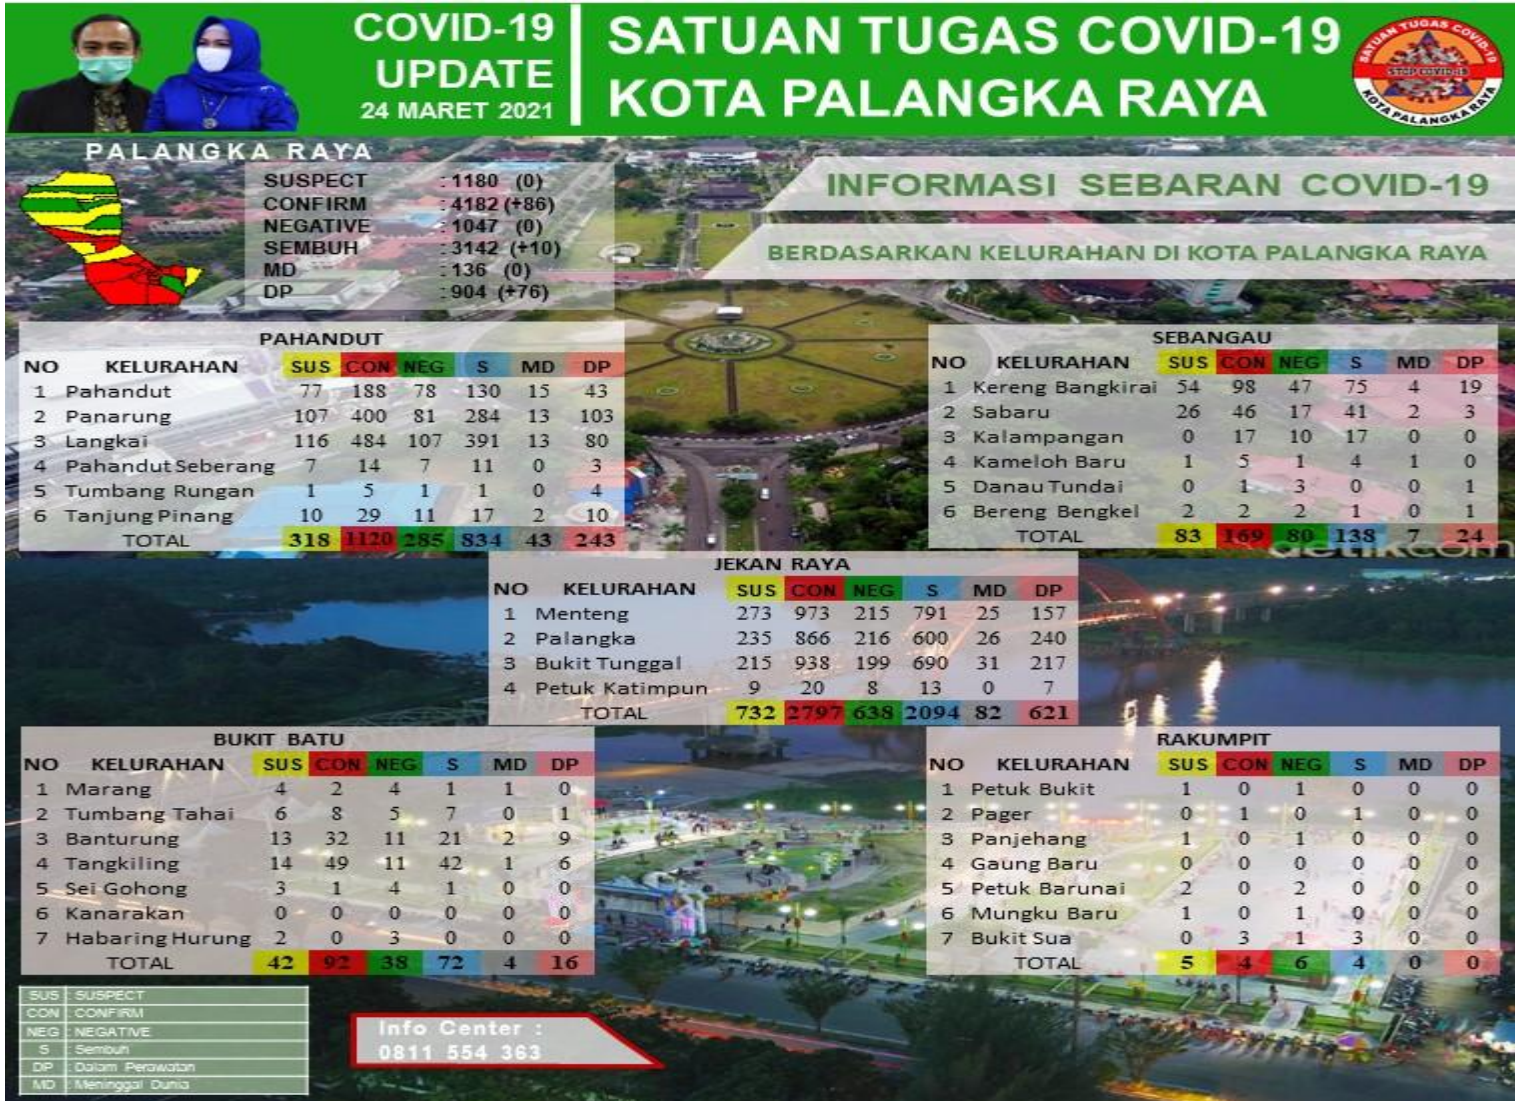 COVID-19
UPDATE
24 MARET 2021
SATUAN TUGAS COVID-19
KOTA PALANGKA RAYA
SATUAN TUGAS COVID-19
STOP COVID-19
KOTA PALANGKA RAYA
PALANGKA RAYA
SUSPECT : 1180 (0)
CONFIRM : 4182 (+86)
NEGATIVE : 1047 (0)
SEMBUH : 3142 (+10)
MD : 136 (0)
DP : 904 (+76)
INFORMASI SEBARAN COVID-19
BERDASARKAN KELURAHAN DI KOTA PALANGKA RAYA
PAHANDUT
NO KELURAHAN SUS CON NEG S MD DP
1 Pahandut 77 188 78 130 15 43
2 Panarung 107 400 81 284 13 103
3 Langkai 116 484 107 391 13 80
4 Pahandut Seberang 7 14 7 11 0 3
5 Tumbang Rungan 1 5 1 1 0 4
6 Tanjung Pinang 10 29 11 17 2 10
TOTAL 318 1120 285 834 43 243
SEBANGAU
NO KELURAHAN SUS CON NEG S MD DP
1 Kereng Bangkirai 54 98 47 75 4 19
2 Sabaru 26 46 17 41 2 3
3 Kalampangan 0 17 10 17 0 0
4 Kameloh Baru 1 5 1 4 1 0
5 Danau Tundai 0 1 3 0 0 1
6 Bereng Bengkel 2 2 2 1 0 1
TOTAL 83 169 80 138 7 24
detikcom
JEKAN RAYA
NO KELURAHAN SUS CON NEG S MD DP
1 Menteng 273 973 215 791 25 157
2 Palangka 235 866 216 600 26 240
3 Bukit Tunggal 215 938 199 690 31 217
4 Petuk Katimpun 9 20 8 13 0 7
TOTAL 732 2797 638 2094 82 621
BUKIT BATU
NO KELURAHAN SUS CON NEG S MD DP
1 Marang 4 2 4 1 1 0
2 Tumbang Tahai 6 8 5 7 0 1
3 Banturung 13 32 11 21 2 9
4 Tangkiling 14 49 11 42 1 6
5 Sei Gohong 3 1 4 1 0 0
6 Kanarakan 0 0 0 0 0 0
7 Habaring Hurung 2 0 3 0 0 0
TOTAL 42 92 38 72 4 16
RAKUMPIT
NO KELURAHAN SUS CON NEG S MD DP
1 Petuk Bukit 1 0 1 0 0 0
2 Pager 0 1 0 1 0 0
3 Panjehang 1 0 1 0 0 0
4 Gaung Baru 0 0 0 0 0 0
5 Petuk Barunai 2 0 2 0 0 0
6 Mungku Baru 1 0 1 0 0 0
7 Bukit Sua 0 3 1 3 0 0
TOTAL 5 4 6 4 0 0
SUS : SUSPECT
CON : CONFIRM
NEG : NEGATIVE
S : Sembuh
DP : Dalam Perawatan
MD : Meninggal Dunia
Info Center :
0811 554 363